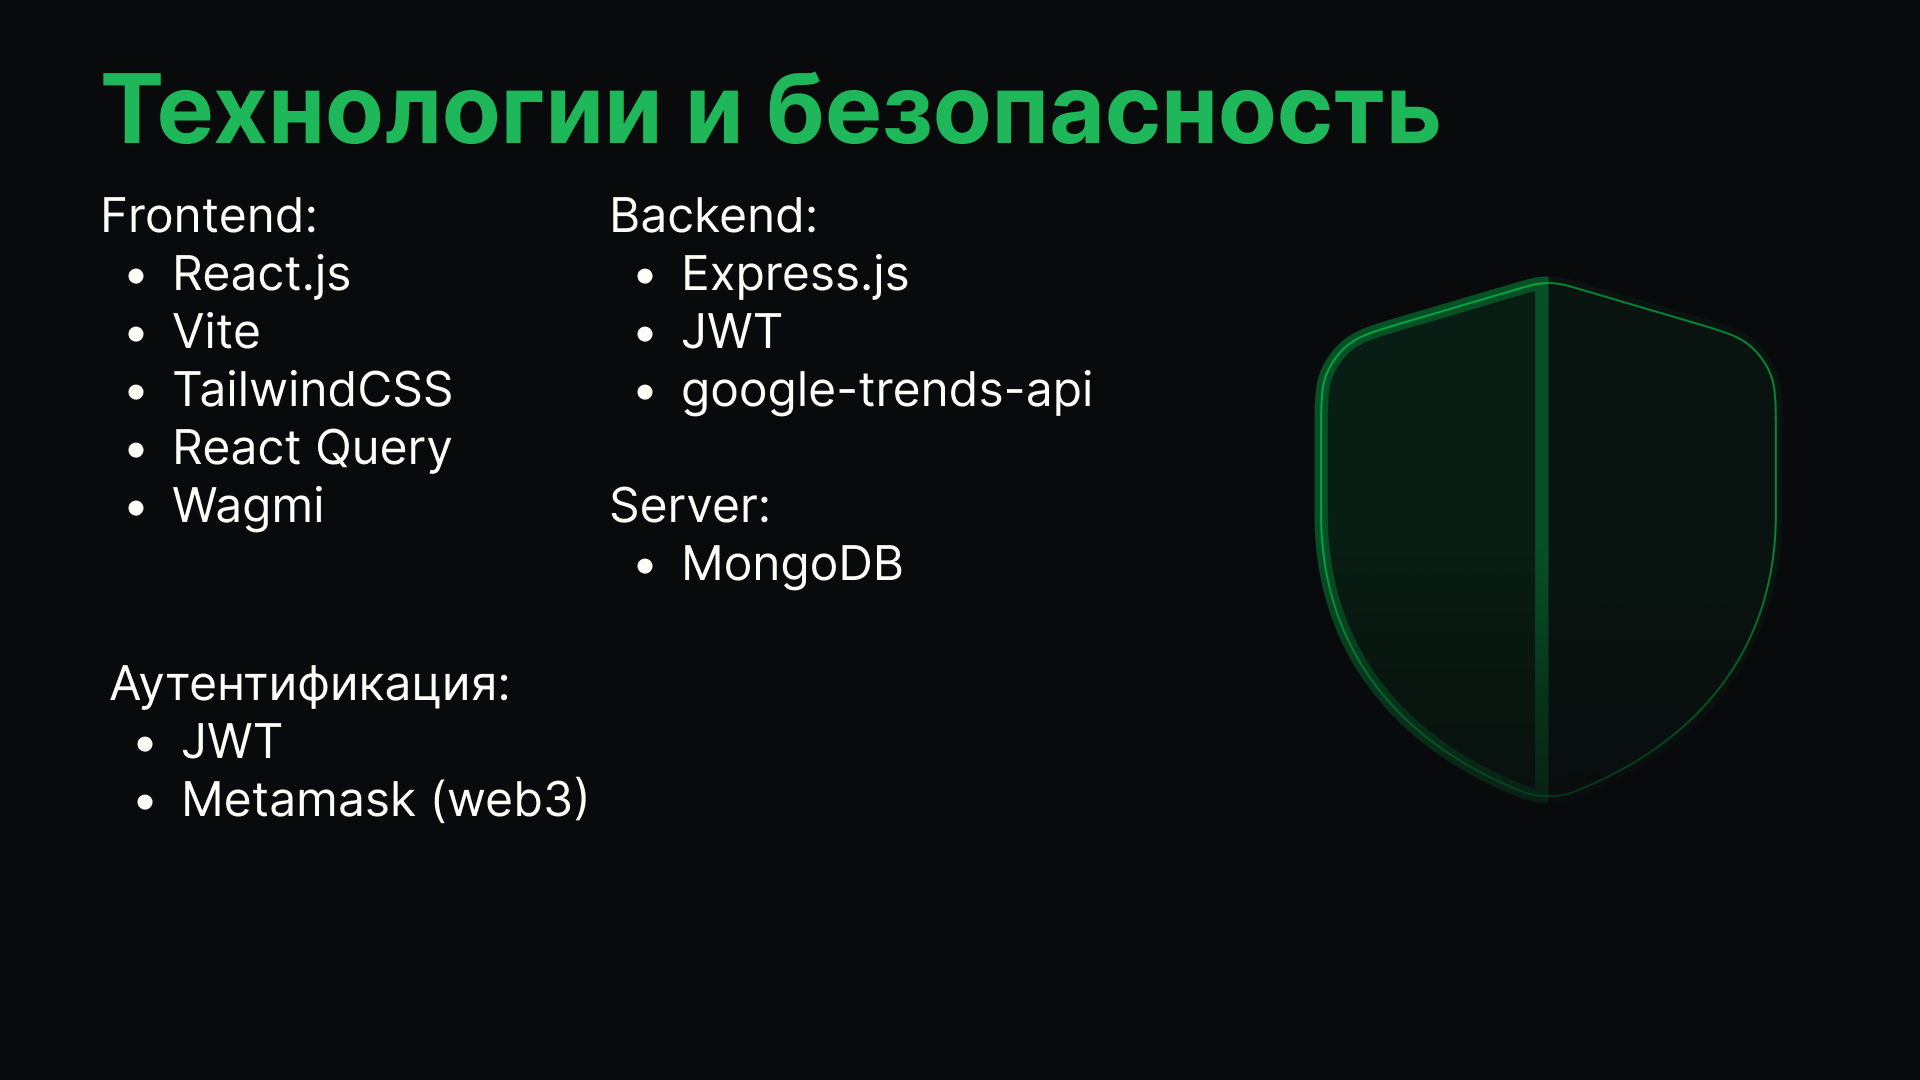 Технологии и безопасность
Frontend:
• React.js
• Vite
• TailwindCSS
• React Query
• Wagmi
Backend:
• Express.js
• JWT
• google-trends-api
Server:
• MongoDB
Аутентификация:
• JWT
• Metamask (web3)